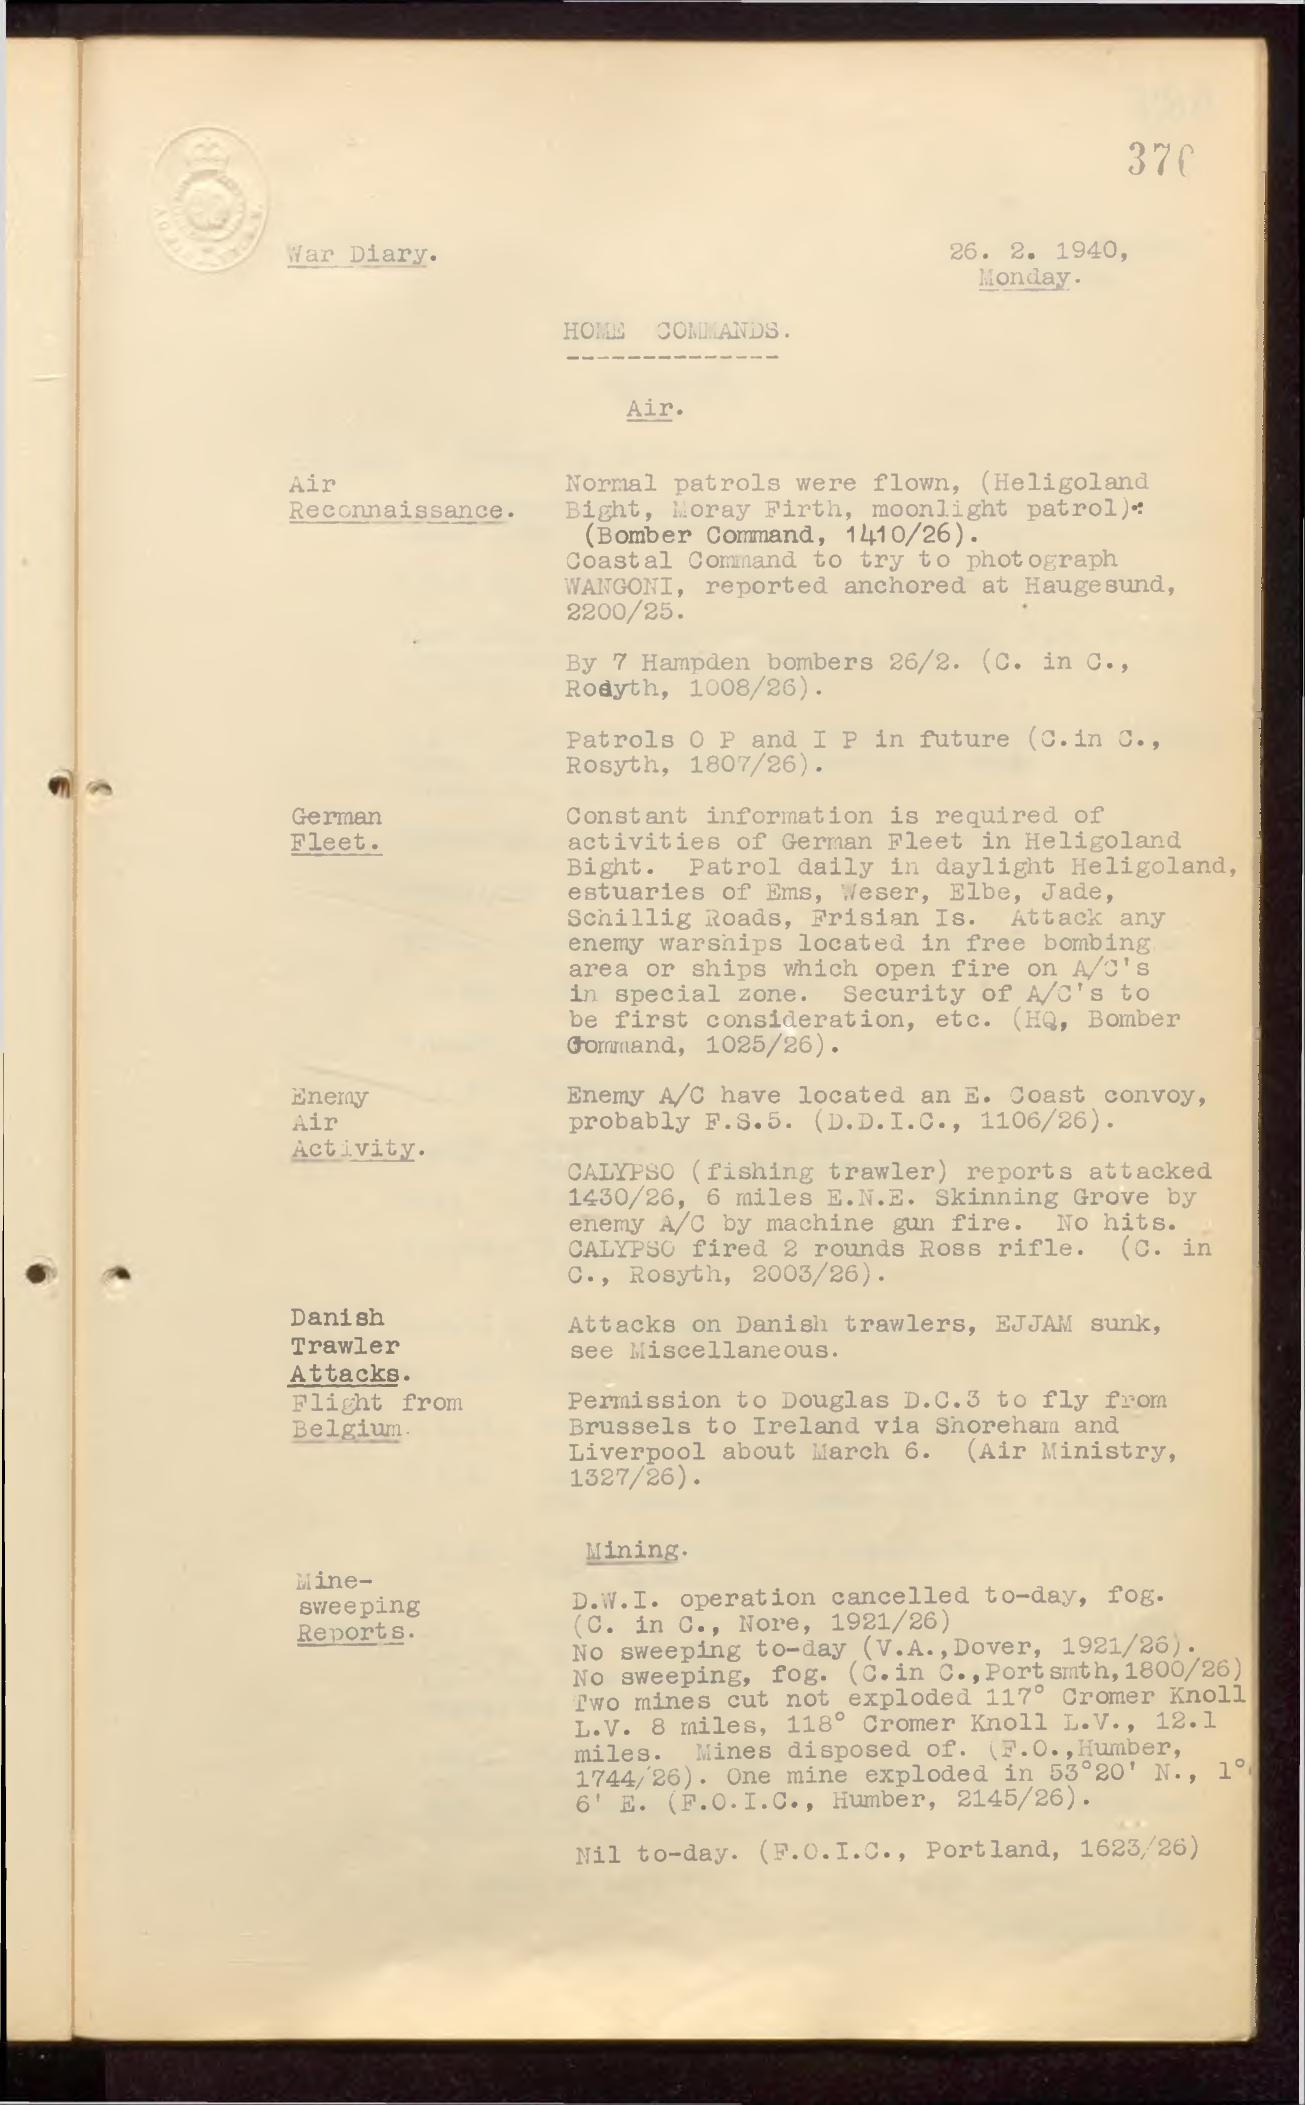 War Diary.
26. 2. 1940,
Monday.
HOME COMMANDS.
--------------
Air.
Air
Reconnaissance.
Normal patrols were flown, (Heligoland
Bight, Moray Firth, moonlight patrol):
(Bomber Command, 1410/26).
Coastal Command to try to photograph
WANGONI, reported anchored at Haugesund,
2200/25.
By 7 Hampden bombers 26/2. (C. in C.,
Rosyth, 1008/26).
Patrols O P and I P in future (C.in C.,
Rosyth, 1807/26).
German
Fleet.
Constant information is required of
activities of German Fleet in Heligoland
Bight. Patrol daily in daylight Heligoland,
estuaries of Ems, Weser, Elbe, Jade,
Schillig Roads, Frisian Is. Attack any
enemy warships located in free bombing
area or ships which open fire on A/C's
in special zone. Security of A/C's to
be first consideration, etc. (HQ, Bomber
Command, 1025/26).
Enemy
Air
Activity.
Enemy A/C have located an E. Coast convoy,
probably F.S.5. (D.D.I.C., 1106/26).
CALYPSO (fishing trawler) reports attacked
1430/26, 6 miles E.N.E. Skinning Grove by
enemy A/C by machine gun fire. No hits.
CALYPSO fired 2 rounds Ross rifle. (C. in
C., Rosyth, 2003/26).
Danish
Trawler
Attacks.
Attacks on Danish trawlers, EJJAM sunk,
see Miscellaneous.
Flight from
Belgium.
Permission to Douglas D.C.3 to fly from
Brussels to Ireland via Shoreham and
Liverpool about March 6. (Air Ministry,
1327/26).
Mining.
Mine-
sweeping
Reports.
D.W.I. operation cancelled to-day, fog.
(C. in C., Nore, 1921/26)
No sweeping to-day (V.A.,Dover, 1921/26).
No sweeping, fog. (C.in C.,Portsmth,1800/26)
Two mines cut not exploded 117° Cromer Knoll
L.V. 8 miles, 118° Cromer Knoll L.V., 12.1
miles. Mines disposed of. (F.O.,Humber,
1744/26). One mine exploded in 53°20' N., 1°
6' E. (F.O.I.C., Humber, 2145/26).
Nil to-day. (F.O.I.C., Portland, 1623/26)